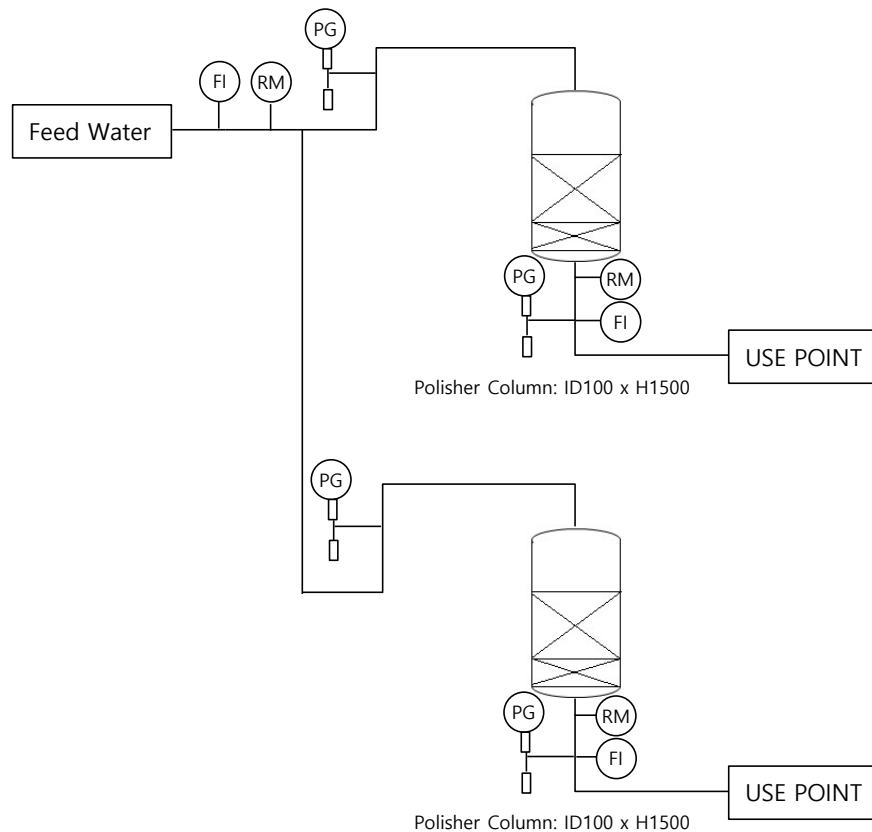 PG
FI
RM
Feed Water
PG
RM
FI
USE POINT
Polisher Column: ID100 x H1500
PG
PG
RM
FI
USE POINT
Polisher Column: ID100 x H1500